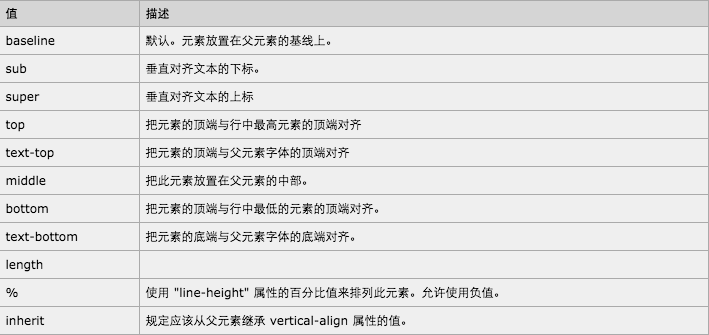 值 描述
baseline 默认。元素放置在父元素的基线上。
sub 垂直对齐文本的下标。
super 垂直对齐文本的上标
top 把元素的顶端与行中最高元素的顶端对齐
text-top 把元素的顶端与父元素字体的顶端对齐
middle 把此元素放置在父元素的中部。
bottom 把元素的顶端与行中最低的元素的顶端对齐。
text-bottom 把元素的底端与父元素字体的底端对齐。
length
% 使用 "line-height" 属性的百分比值来排列此元素。允许使用负值。
inherit 规定应该从父元素继承 vertical-align 属性的值。